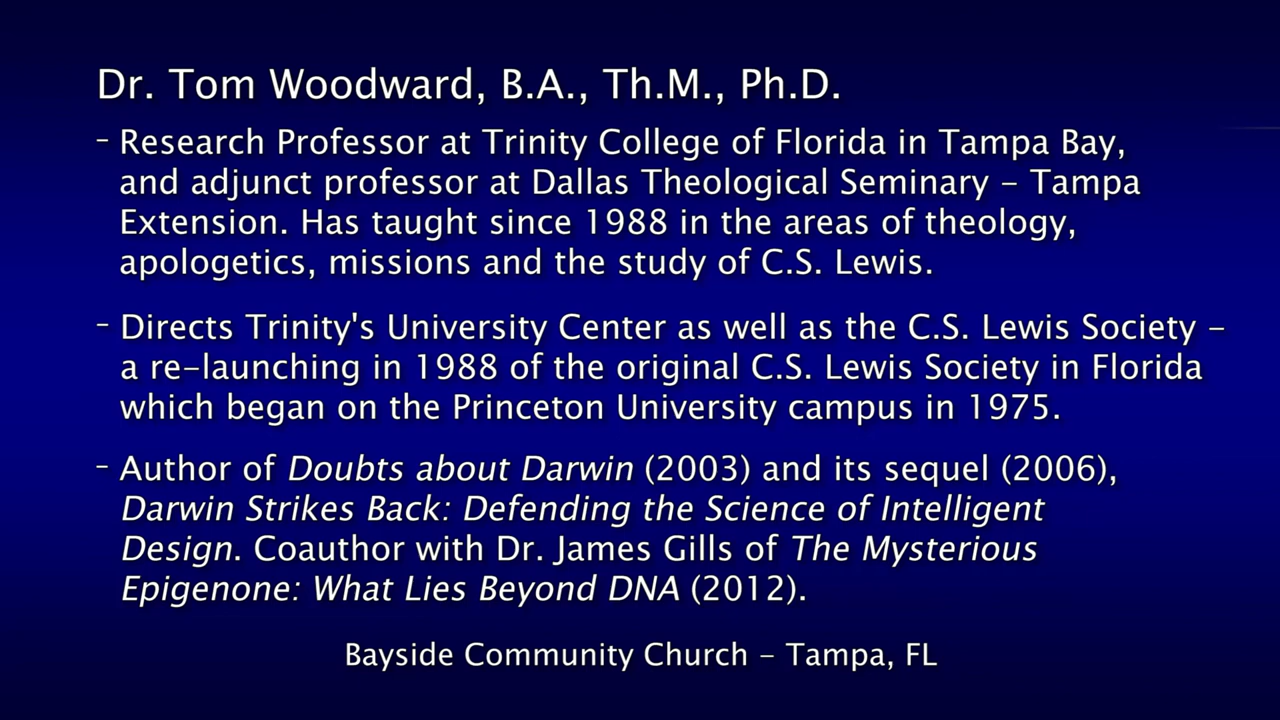 Dr. Tom Woodward, B.A., Th.M., Ph.D.
– Research Professor at Trinity College of Florida in Tampa Bay,
and adjunct professor at Dallas Theological Seminary – Tampa
Extension. Has taught since 1988 in the areas of theology,
apologetics, missions and the study of C.S. Lewis.
– Directs Trinity's University Center as well as the C.S. Lewis Society –
a re–launching in 1988 of the original C.S. Lewis Society in Florida
which began on the Princeton University campus in 1975.
– Author of Doubts about Darwin (2003) and its sequel (2006),
Darwin Strikes Back: Defending the Science of Intelligent
Design. Coauthor with Dr. James Gills of The Mysterious
Epigenone: What Lies Beyond DNA (2012).
Bayside Community Church – Tampa, FL